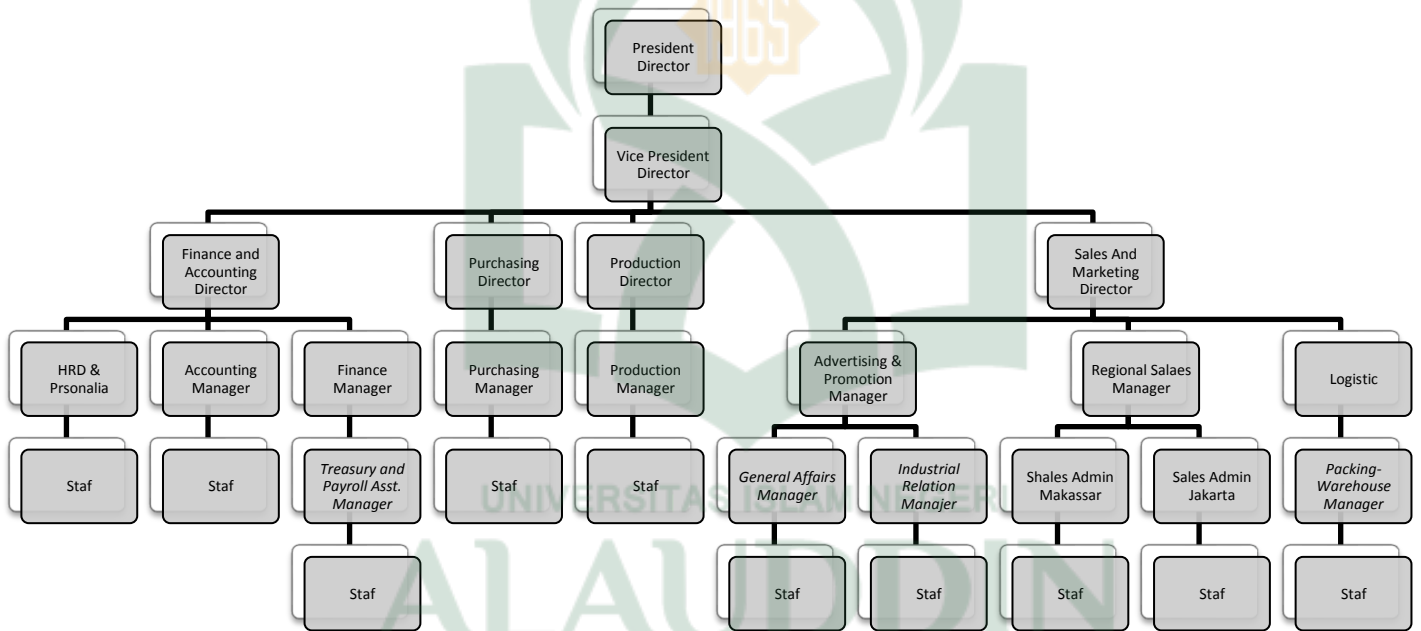 1965
President
Director
Vice President
Director
Finance and
Accounting
Director
Purchasing
Director
Production
Director
Sales And
Marketing
Director
HRD &
Prsonalia
Accounting
Manager
Finance
Manager
Purchasing
Manager
Production
Manager
Advertising &
Promotion
Manager
Regional Salaes
Manager
Logistic
Staf
Staf
Treasury and
Payroll Asst.
Manager
Staf
Staf
General Affairs
Manager
Industrial
Relation
Manajer
Shales Admin
Makassar
Sales Admin
Jakarta
Packing-
Warehouse
Manager
UNIVERSITAS ISLAM NEGERI
Staf
Staf
Staf
Staf
Staf
Staf
ALAUDDIN